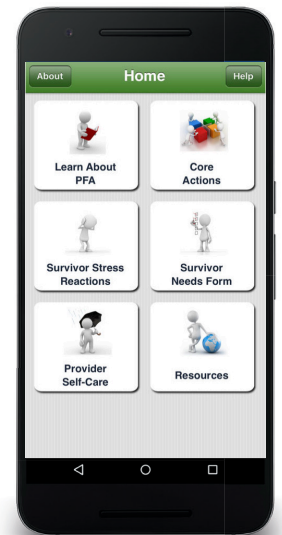 About
Home
Help
Learn About
PFA
Core
Actions
Survivor Stress
Reactions
Survivor
Needs Form
Provider
Self-Care
Resources